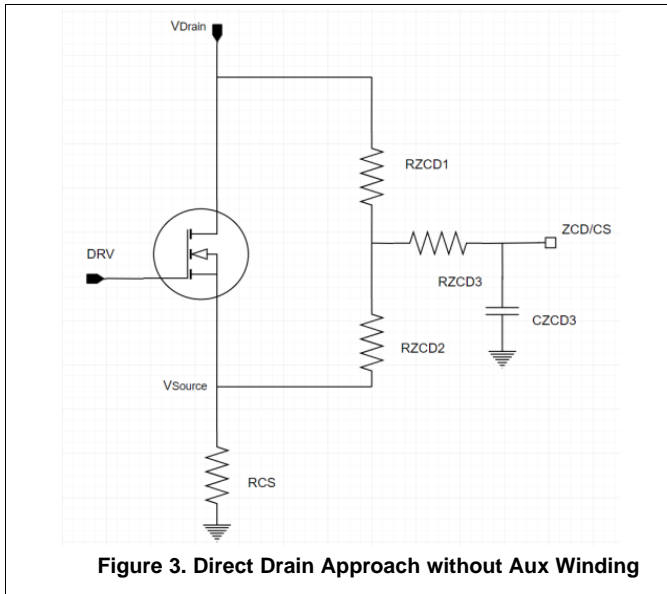 VDrain
RZCD1
ZCD/CS
DRV
RZCD3
CZCD3
RZCD2
VSource
RCS
Figure 3. Direct Drain Approach without Aux Winding